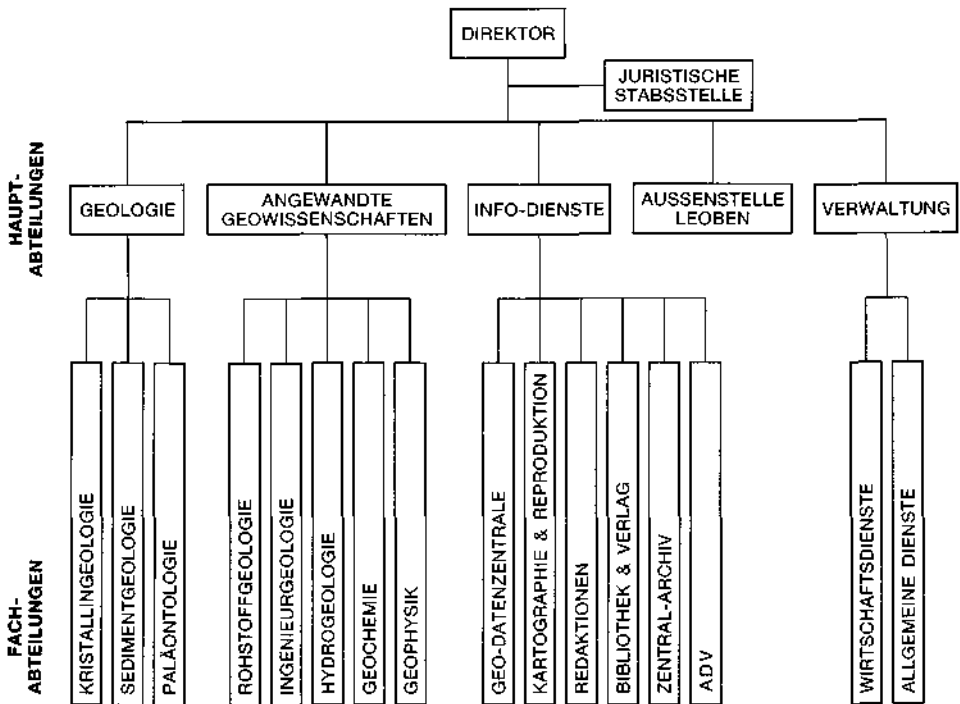 DIREKTOR
JURISTISCHE
STABSSTELLE
HAUPT-
ABTEILUNGEN
GEOLOGIE
ANGEWANDTE
GEOWISSENSCHAFTEN
INFO-DIENSTE
AUSSENSTELLE
LEOBEN
VERWALTUNG
FACH-
ABTEILUNGEN
KRISTALLINGEOLOGIE
SEDIMENTGEOLOGIE
PALÄONTOLOGIE
ROHSTOFFGEOLOGIE
INGENIEURGEOLOGIE
HYDROGEOLOGIE
GEOCHEMIE
GEOPHYSIK
GEO-DATENZENTRALE
KARTOGRAPHIE & REPRODUKTION
REDAKTIONEN
BIBLIOTHEK & VERLAG
ZENTRAL-ARCHIV
ADV
WIRTSCHAFTSDIENSTE
ALLGEMEINE DIENSTE